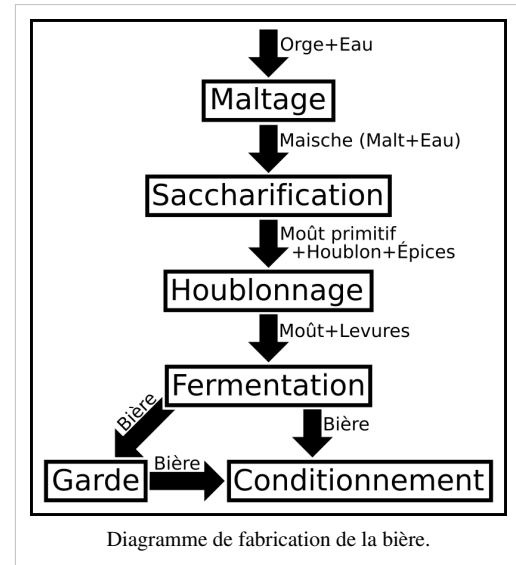 Orge+Eau
Maltage
Maische (Malt+Eau)
Saccharification
Moût primitif
+Houblon+Épices
Houblonnage
Moût+Levures
Fermentation
Bière
Bière
Bière
Garde
Conditionnement
Diagramme de fabrication de la bière.